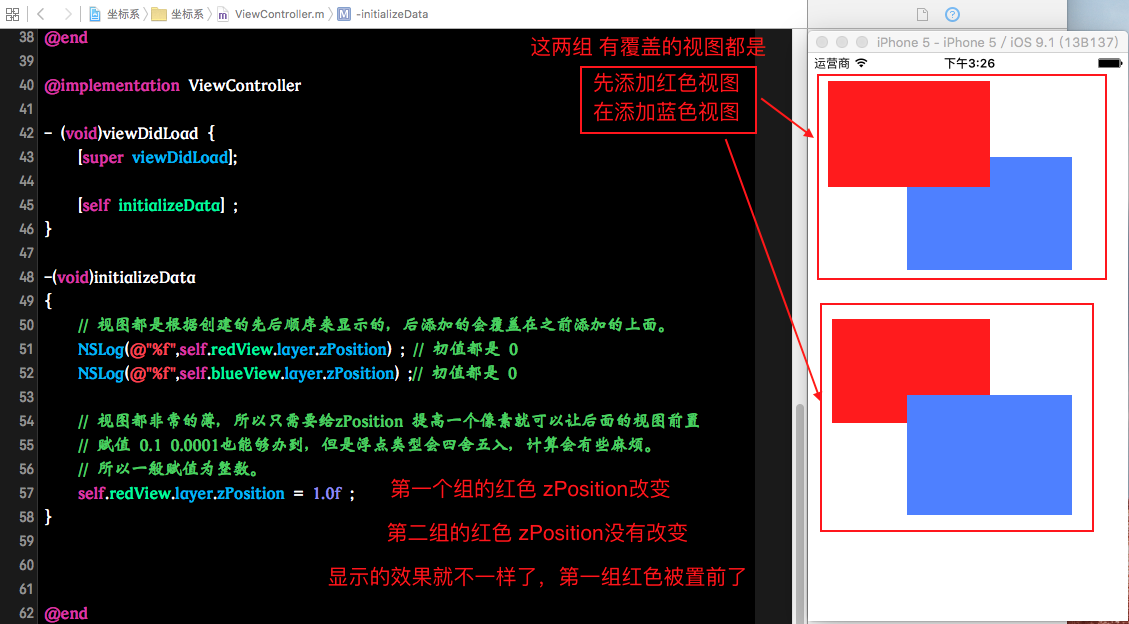 坐标系 坐标系 ViewController.m -initializeData
38 @end
39
40 @implementation ViewController
41
42 - (void)viewDidLoad {
43 [super viewDidLoad];
44
45 [self initializeData] ;
46 }
47
48 -(void)initializeData
49 {
50 // 视图都是根据创建的先后顺序来显示的，后添加的会覆盖在之前添加的上面。
51 NSLog(@"%f",self.redView.layer.zPosition) ; // 初值都是 0
52 NSLog(@"%f",self.blueView.layer.zPosition) ;// 初值都是 0
53
54 // 视图都非常的薄，所以只需要给zPosition 提高一个像素就可以让后面的视图前置
55 // 赋值 0.1 0.0001也能够办到，但是浮点类型会四舍五入，计算会有些麻烦。
56 // 所以一般赋值为整数。
57 self.redView.layer.zPosition = 1.0f ;
58 }
59
60
61
62 @end
这两组 有覆盖的视图都是
先添加红色视图
在添加蓝色视图
第一个组的红色 zPosition改变
第二组的红色 zPosition没有改变
显示的效果就不一样了，第一组红色被置前了
iPhone 5 - iPhone 5 / iOS 9.1 (13B137)
运营商 下午3:26